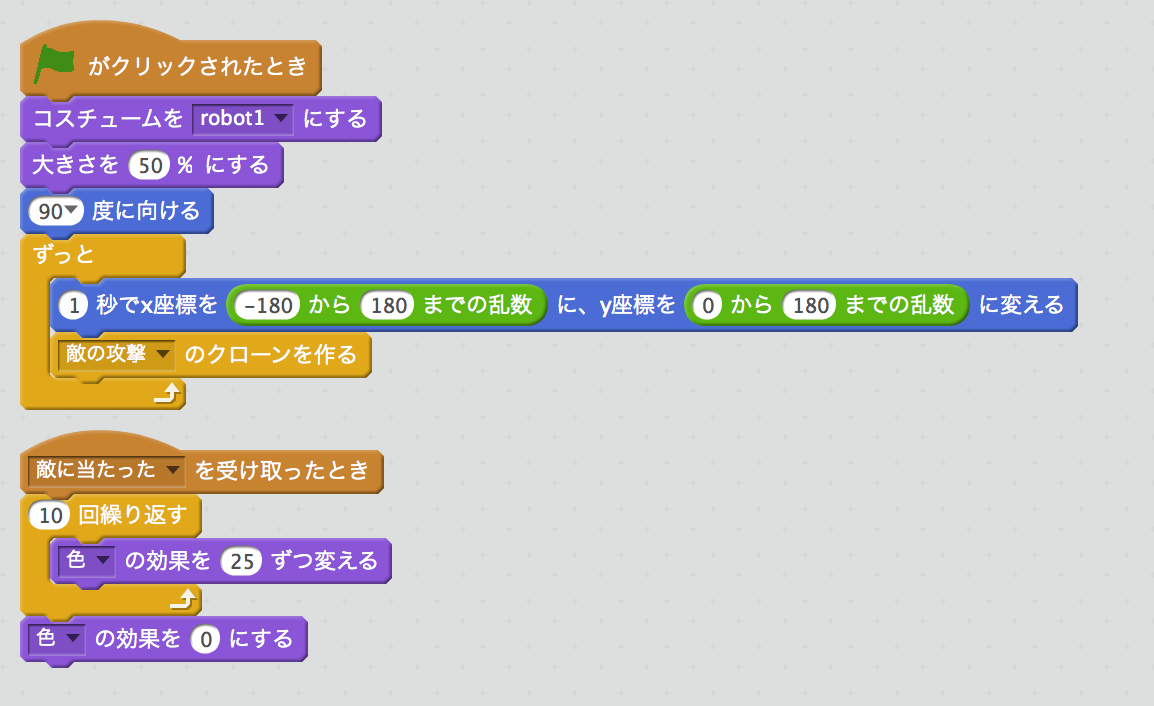 がクリックされたとき
コスチュームを robot1 にする
大きさを 50 % にする
90 度に向ける
ずっと
1 秒でx座標を -180 から 180 までの乱数 に、y座標を 0 から 180 までの乱数 に変える
敵の攻撃 のクローンを作る
敵に当たった を受け取ったとき
10 回繰り返す
色 の効果を 25 ずつ変える
色 の効果を 0 にする